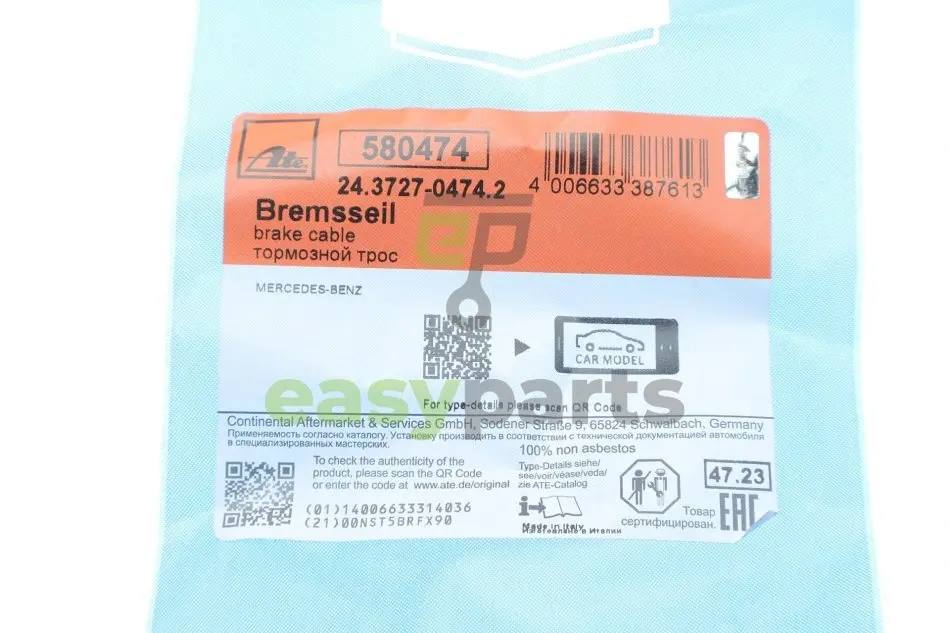 Ate
580474
24.3727-0474.2
4 006633 387613
Bremsseil
brake cable
тормозной трос
ep
MERCEDES-BENZ
CAR MODEL
easyparts
For type-details please scan QR Code
Continental Aftermarket & Services GmbH, Sodener Straße 9, 65824 Schwalbach, Germany
Применяемость согласно каталогу. Установку производить в соответствии с технической документацией автомобиля
в специализированных мастерских.
100% non asbestos
To check the authenticity of the
product, please scan the QR Code
or enter the code at www.ate.de/original
(01)14006633314036
(21)00NST5BRFX90
Type-Details siehe/
see/voir/véase/veda/
zie ATE-Catalog
i
Made in Italy
Изготовлено в Италии
47.23
Товар
сертифицирован.
EAC